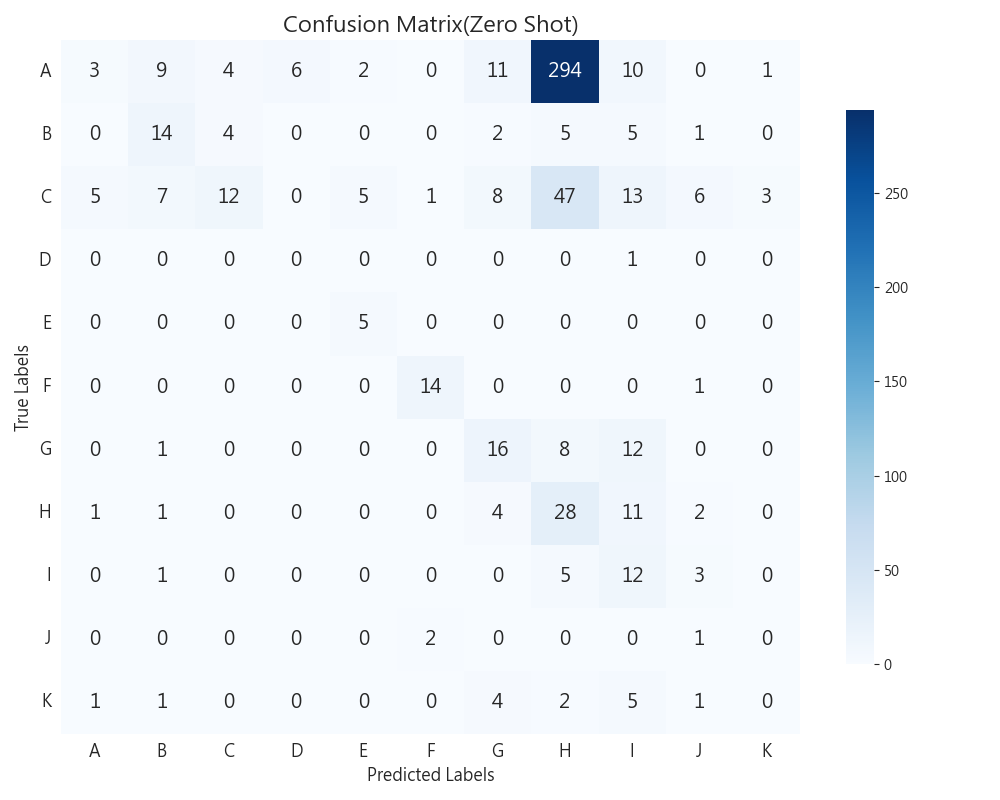 Confusion Matrix(Zero Shot)
A 3 9 4 6 2 0 11 294 10 0 1
B 0 14 4 0 0 0 2 5 5 1 0
C 5 7 12 0 5 1 8 47 13 6 3
D 0 0 0 0 0 0 0 0 1 0 0
E 0 0 0 0 5 0 0 0 0 0 0
F 0 0 0 0 0 14 0 0 0 1 0
G 0 1 0 0 0 0 16 8 12 0 0
H 1 1 0 0 0 0 4 28 11 2 0
I 0 1 0 0 0 0 0 5 12 3 0
J 0 0 0 0 0 2 0 0 0 1 0
K 1 1 0 0 0 0 4 2 5 1 0
A B C D E F G H I J K
Predicted Labels
True Labels
250
200
150
100
50
0